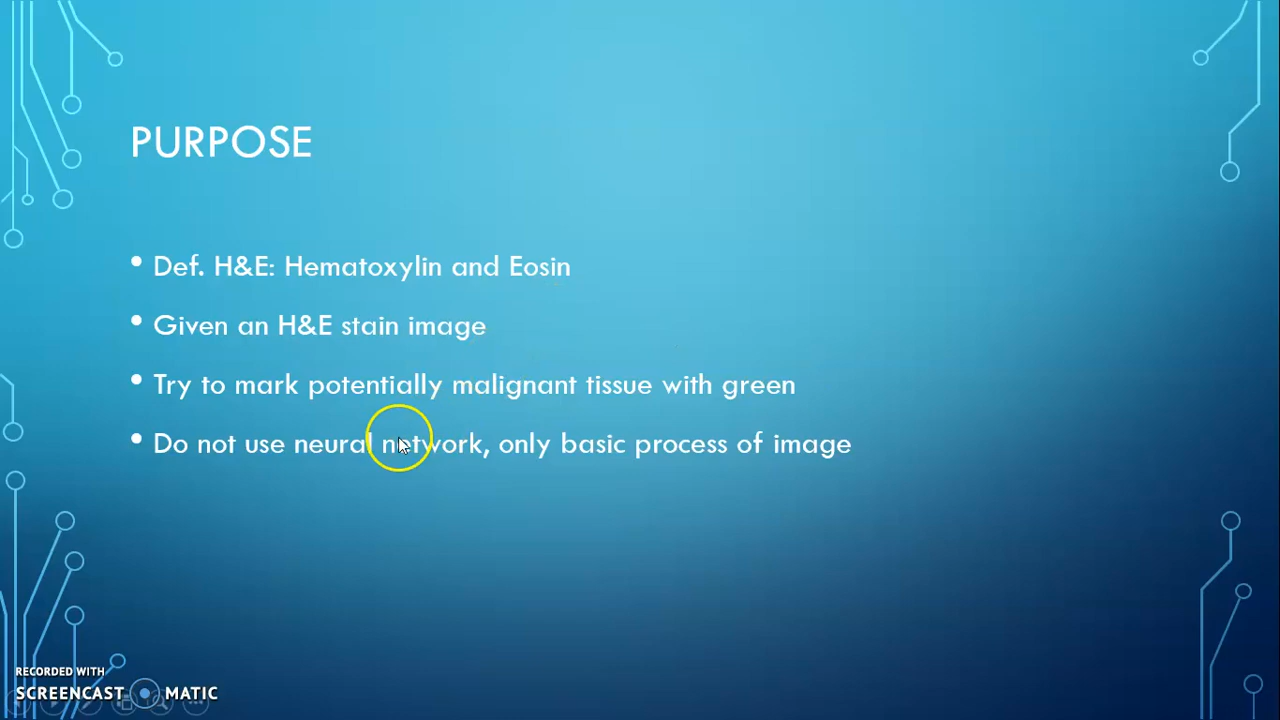 PURPOSE
• Def. H&E: Hematoxylin and Eosin
• Given an H&E stain image
• Try to mark potentially malignant tissue with green
• Do not use neural network, only basic process of image
RECORDED WITH
SCREENCAST MATIC